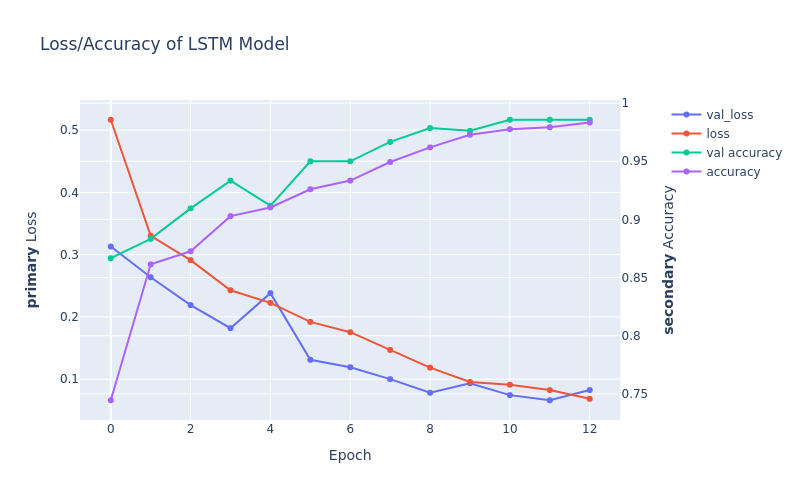 Loss/Accuracy of LSTM Model
0.5
0.4
0.3
0.2
0.1
primary Loss
0
2
4
6
8
10
12
Epoch
1
0.95
0.9
0.85
0.8
0.75
secondary Accuracy
val_loss
loss
val accuracy
accuracy